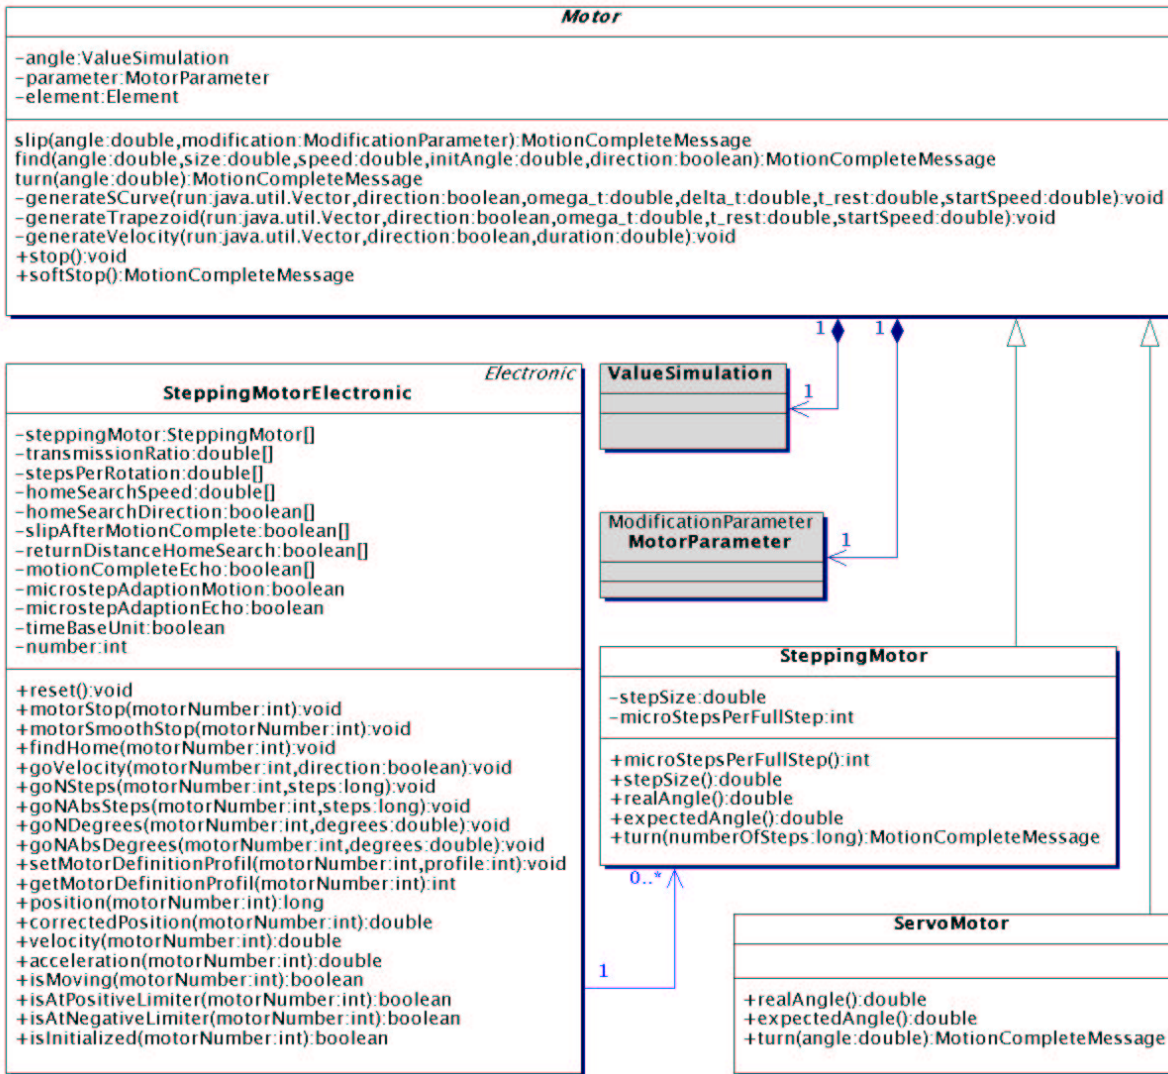 Motor
-angle:ValueSimulation
-parameter:MotorParameter
-element:Element
slip(angle:double,modification:ModificationParameter):MotionCompleteMessage
find(angle:double,size:double,speed:double,initAngle:double,direction:boolean):MotionCompleteMessage
turn(angle:double):MotionCompleteMessage
-generateSCurve(run:java.util.Vector,direction:boolean,omega_t:double,delta_t:double,t_rest:double,startSpeed:double):void
-generateTrapezoid(run:java.util.Vector,direction:boolean,omega_t:double,t_rest:double,startSpeed:double):void
-generateVelocity(run:java.util.Vector,direction:boolean,duration:double):void
+stop():void
+softStop():MotionCompleteMessage
1
1
Electronic
SteppingMotorElectronic
-steppingMotor:SteppingMotor[]
-transmissionRatio:double[]
-stepsPerRotation:double[]
-homeSearchSpeed:double[]
-homeSearchDirection:boolean[]
-slipAfterMotionComplete:boolean[]
-returnDistanceHomeSearch:boolean[]
-motionCompleteEcho:boolean[]
-microstepAdaptionMotion:boolean
-microstepAdaptionEcho:boolean
-timeBaseUnit:boolean
-number:int
+reset():void
+motorStop(motorNumber:int):void
+motorSmoothStop(motorNumber:int):void
+findHome(motorNumber:int):void
+goVelocity(motorNumber:int,direction:boolean):void
+goNSteps(motorNumber:int,steps:long):void
+goNAbsSteps(motorNumber:int,steps:long):void
+goNDegrees(motorNumber:int,degrees:double):void
+goNAbsDegrees(motorNumber:int,degrees:double):void
+setMotorDefinitionProfil(motorNumber:int,profile:int):void
+getMotorDefinitionProfil(motorNumber:int):int
+position(motorNumber:int):long
+correctedPosition(motorNumber:int):double
+velocity(motorNumber:int):double
+acceleration(motorNumber:int):double
+isMoving(motorNumber:int):boolean
+isAtPositiveLimiter(motorNumber:int):boolean
+isAtNegativeLimiter(motorNumber:int):boolean
+isInitialized(motorNumber:int):boolean
ValueSimulation
1
ModificationParameter
MotorParameter
1
SteppingMotor
-stepSize:double
-microStepsPerFullStep:int
+microStepsPerFullStep():int
+stepSize():double
+realAngle():double
+expectedAngle():double
+turn(numberOfSteps:long):MotionCompleteMessage
0..*
1
ServoMotor
+realAngle():double
+expectedAngle():double
+turn(angle:double):MotionCompleteMessage